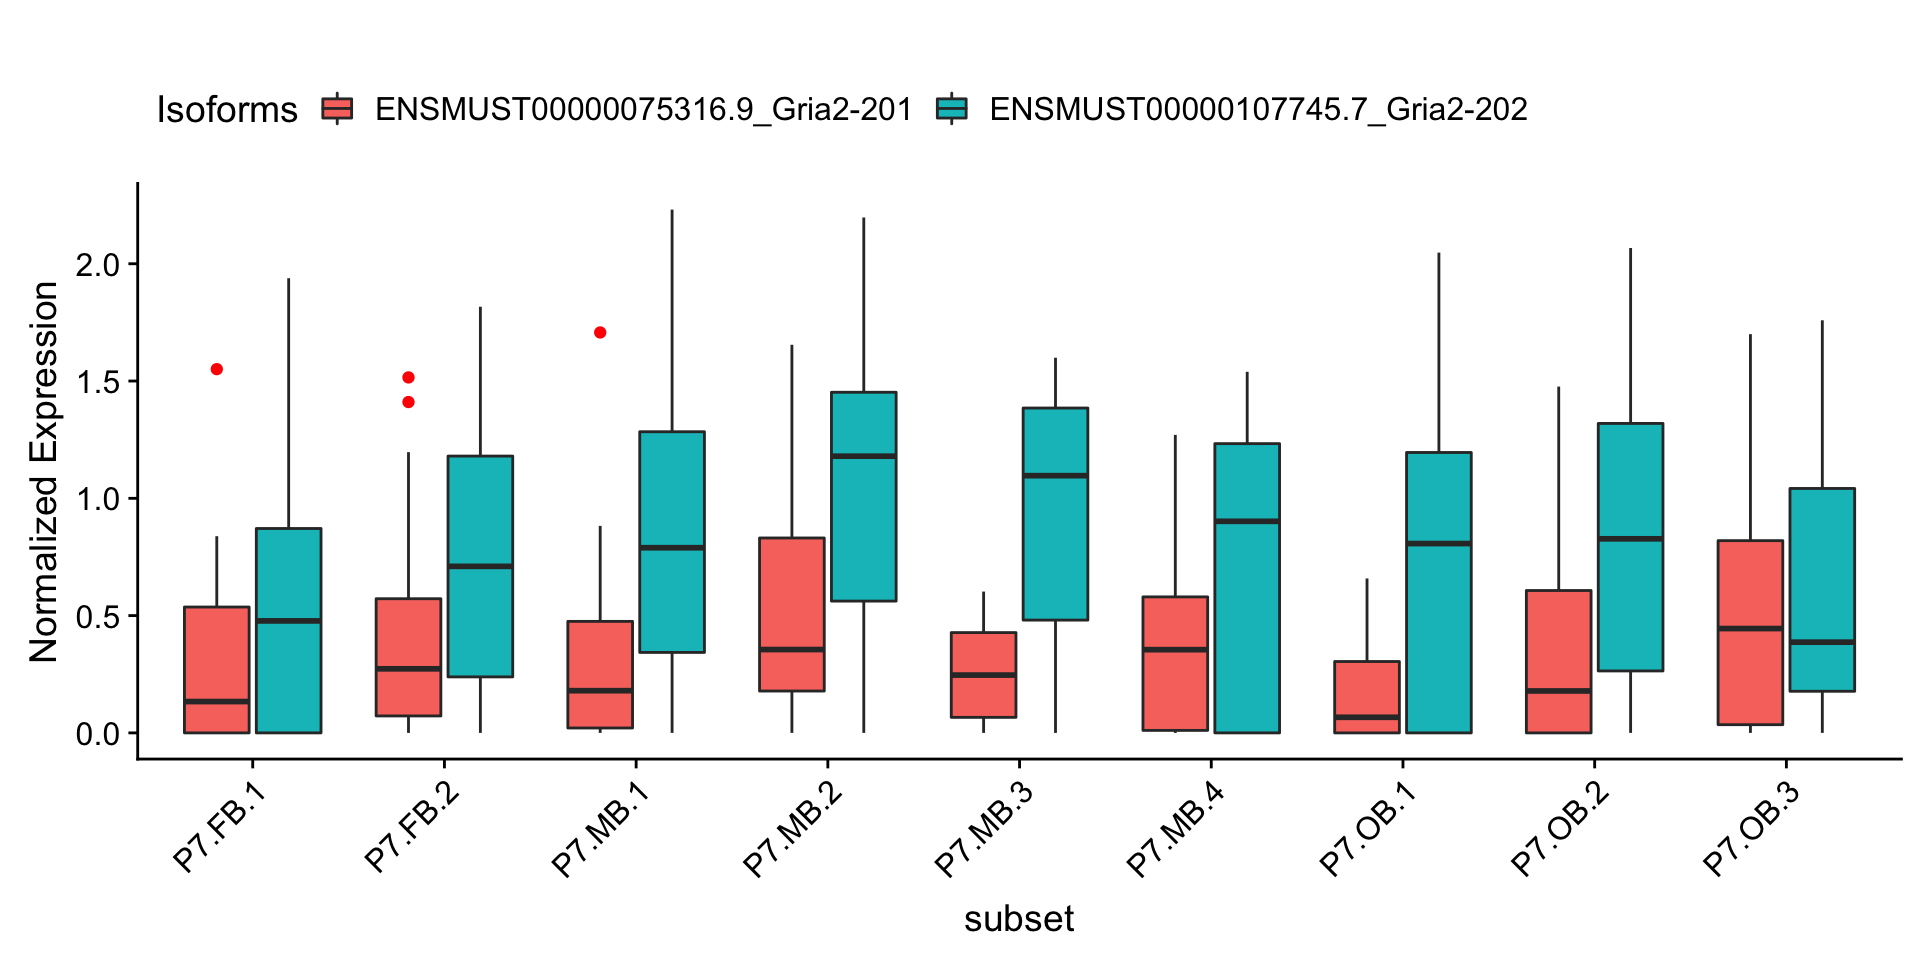 Isoforms ENSMUST00000075316.9_Gria2-201 ENSMUST00000107745.7_Gria2-202
Normalized Expression
2.0
1.5
1.0
0.5
0.0
P7.FB.1 P7.FB.2 P7.MB.1 P7.MB.2 P7.MB.3 P7.MB.4 P7.OB.1 P7.OB.2 P7.OB.3
subset